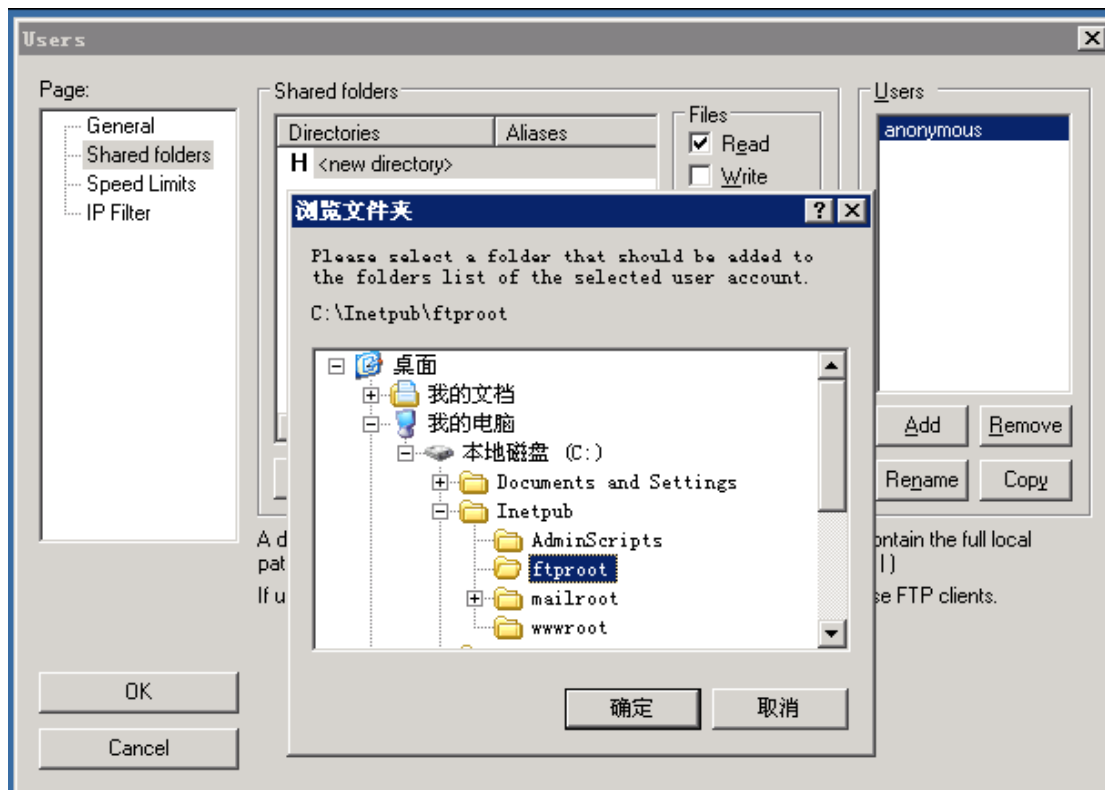 Users
Page:
General
Shared folders
Speed Limits
IP Filter
Shared folders
Directories Aliases
H <new directory>
Files
Read
Write
Users
anonymous
Add Remove
Rename Copy
浏览文件夹
Please select a folder that should be added to
the folders list of the selected user account.
C:\Inetpub\ftproot
桌面
我的文档
我的电脑
本地磁盘 (C:)
Documents and Settings
Inetpub
AdminScripts
ftproot
mailroot
wwwroot
确定 取消
A d
ontain the full local
pat
If u
se FTP clients.
OK
Cancel